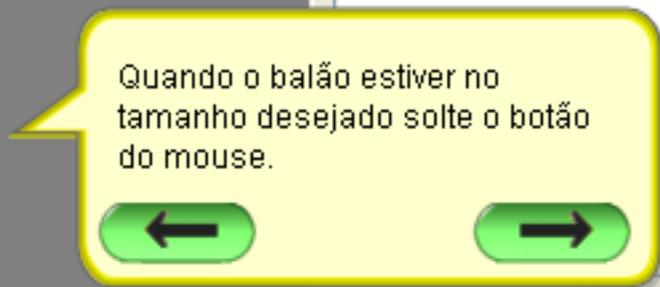 Quando o balão estiver no
tamanho desejado solte o botão
do mouse.